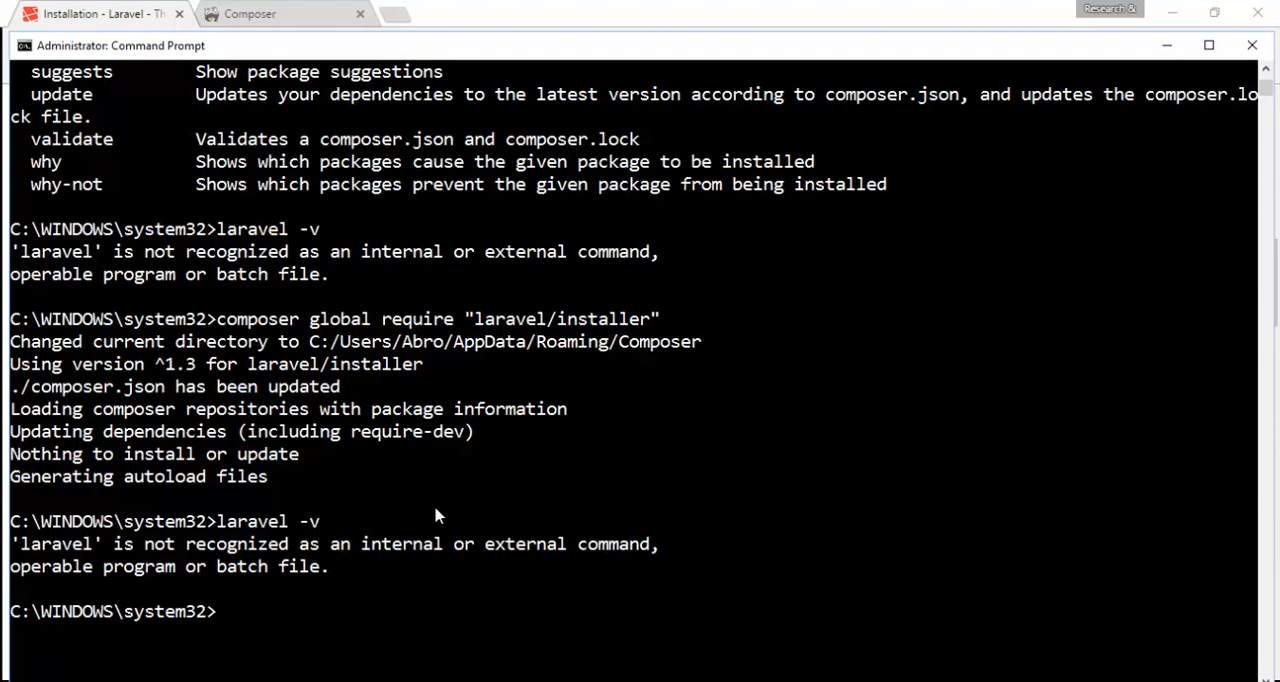 Installation - Laravel - Th
Composer
Research &
Administrator: Command Prompt
suggests Show package suggestions
update Updates your dependencies to the latest version according to composer.json, and updates the composer.lo
ck file.
validate Validates a composer.json and composer.lock
why Shows which packages cause the given package to be installed
why-not Shows which packages prevent the given package from being installed
C:\WINDOWS\system32>laravel -v
'laravel' is not recognized as an internal or external command,
operable program or batch file.
C:\WINDOWS\system32>composer global require "laravel/installer"
Changed current directory to C:/Users/Abro/AppData/Roaming/Composer
Using version ^1.3 for laravel/installer
./composer.json has been updated
Loading composer repositories with package information
Updating dependencies (including require-dev)
Nothing to install or update
Generating autoload files
C:\WINDOWS\system32>laravel -v
'laravel' is not recognized as an internal or external command,
operable program or batch file.
C:\WINDOWS\system32>